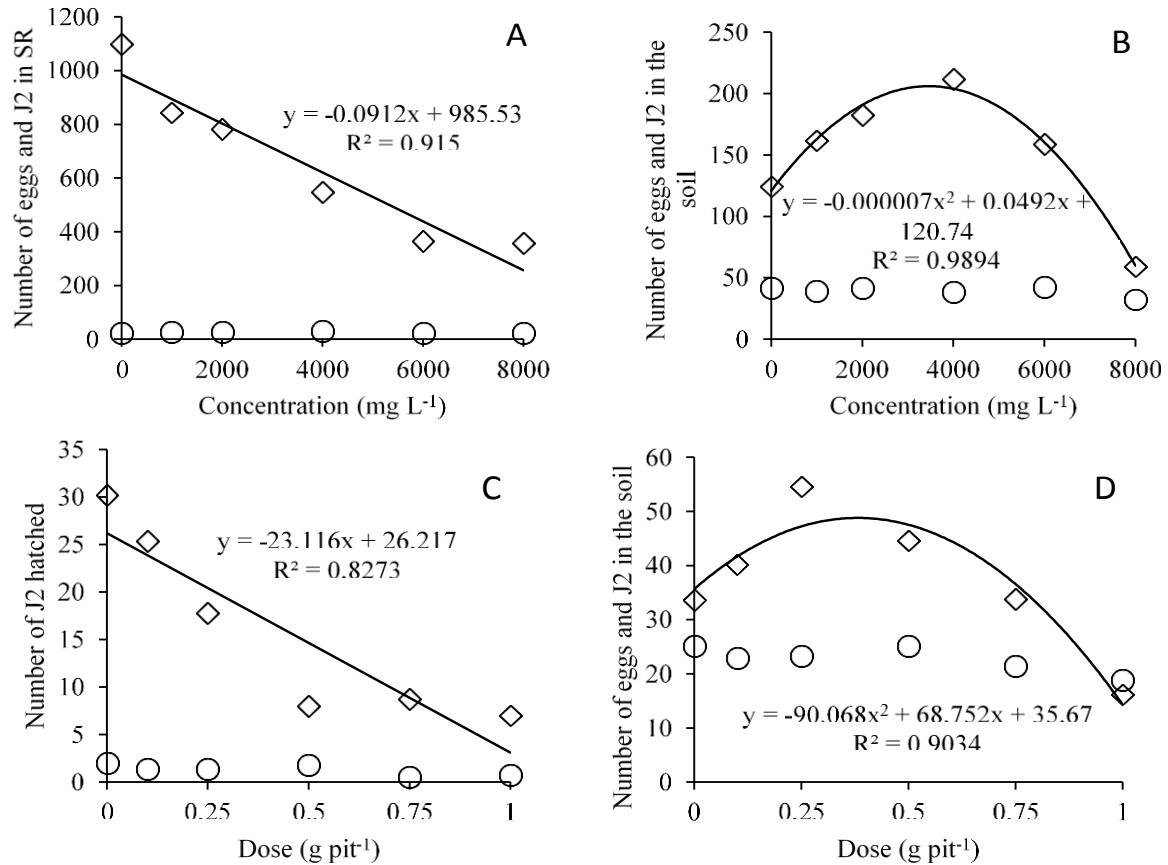 A
Number of eggs and J2 in SR
1200
1000
800
600
400
200
0
y = -0.0912x + 985.53
R² = 0.915
0 2000 4000 6000 8000
Concentration (mg L⁻¹)
B
Number of eggs and J2 in the
soil
250
200
150
100
50
0
y = -0.000007x² + 0.0492x +
120.74
R² = 0.9894
0 2000 4000 6000 8000
Concentration (mg L⁻¹)
C
Number of J2 hatched
35
30
25
20
15
10
5
0
y = -23.116x + 26.217
R² = 0.8273
0 0.25 0.5 0.75 1
Dose (g pit⁻¹)
D
Number of eggs and J2 in the soil
60
50
40
30
20
10
0
y = -90.068x² + 68.752x + 35.67
R² = 0.9034
0 0.25 0.5 0.75 1
Dose (g pit⁻¹)